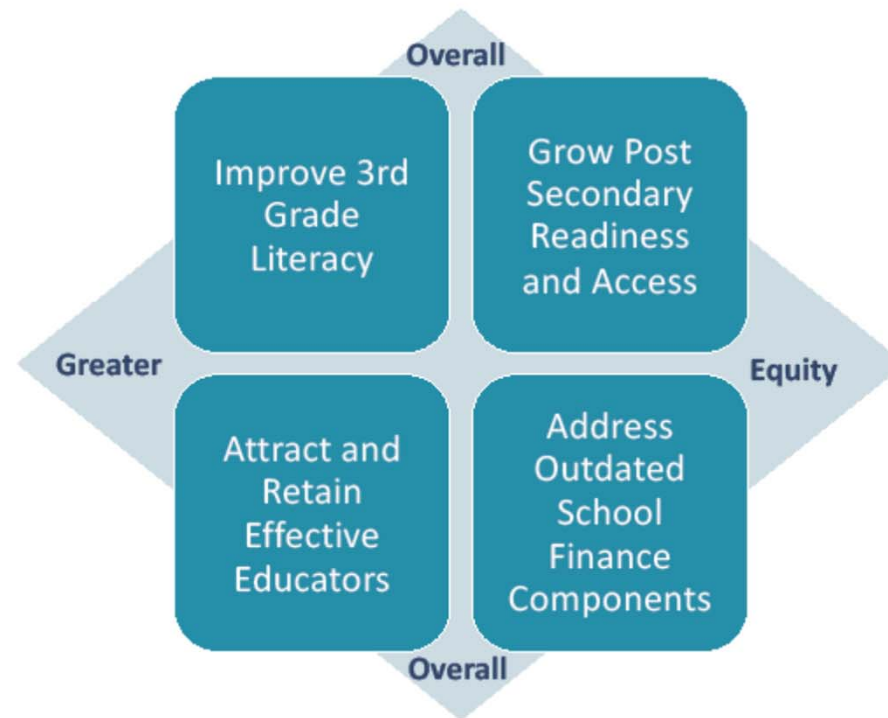 Overall
Improve 3rd
Grade
Literacy
Grow Post
Secondary
Readiness
and Access
Greater
Equity
Attract and
Retain
Effective
Educators
Address
Outdated
School
Finance
Components
Overall